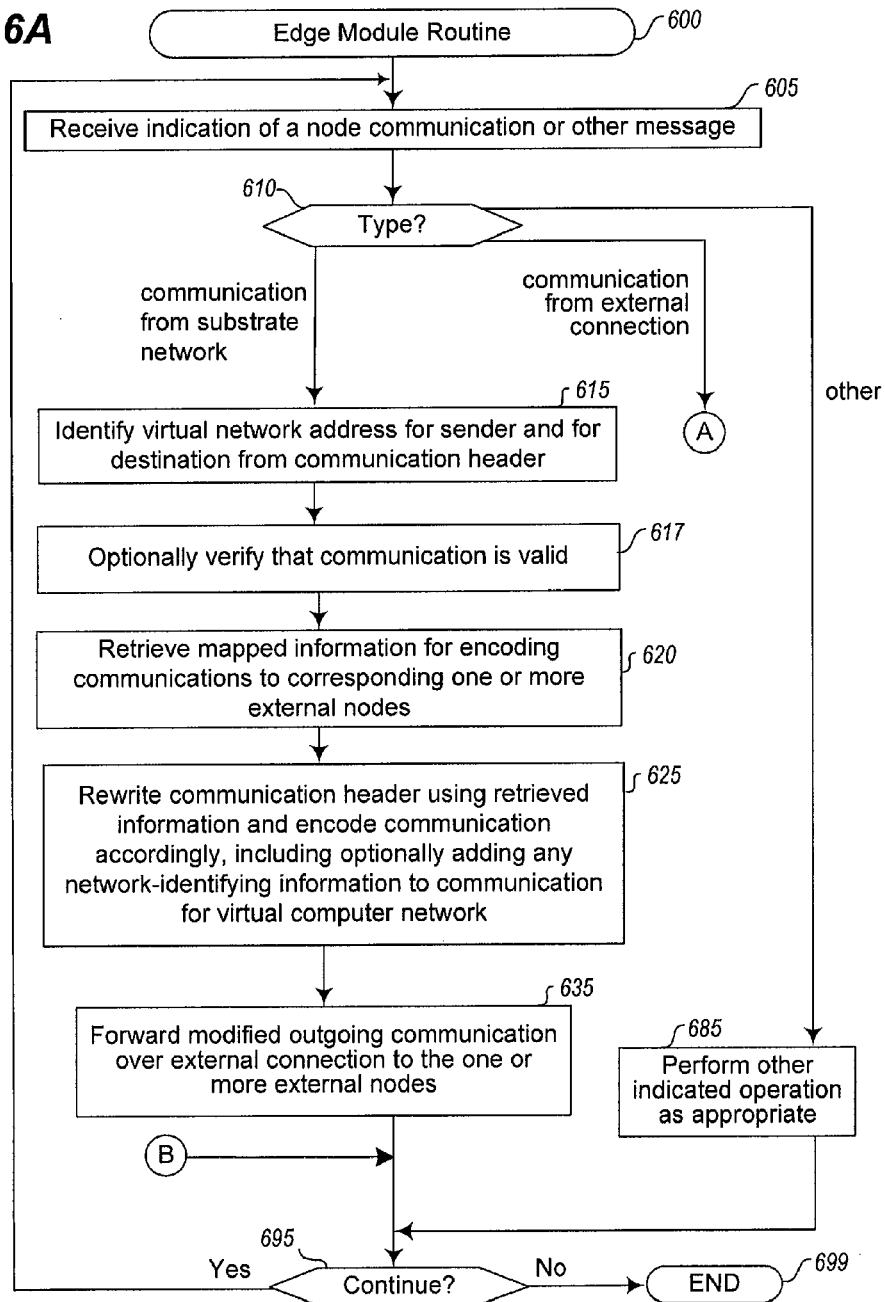 6A
Edge Module Routine
600
605
Receive indication of a node communication or other message
610
Type?
communication
from substrate
network
communication
from external
connection
other
615
Identify virtual network address for sender and for
destination from communication header
A
617
Optionally verify that communication is valid
Retrieve mapped information for encoding
communications to corresponding one or more
external nodes
620
625
Rewrite communication header using retrieved
information and encode communication
accordingly, including optionally adding any
network-identifying information to communication
for virtual computer network
635
Forward modified outgoing communication
over external connection to the one or
more external nodes
685
Perform other
indicated operation
as appropriate
B
695
Yes
Continue?
No
END
699